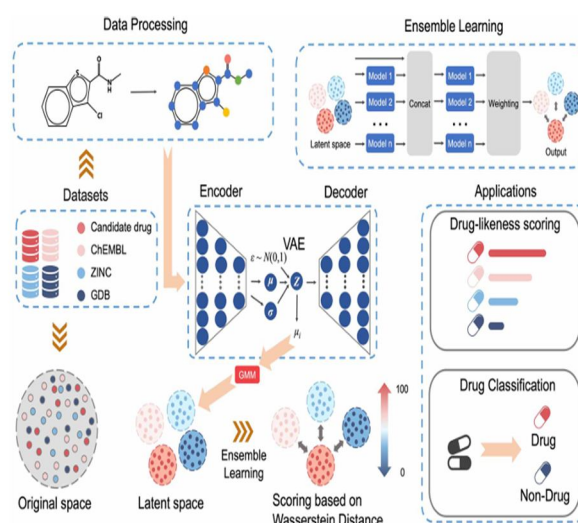 Data Processing
S
O
N
H
Cl
Ensemble Learning
Model 1
Model 2
Model n
Concat
Model 1
Model 2
Model n
Weighting
Latent space
Output
Datasets
Candidate drug
ChEMBL
ZINC
GDB
Encoder
Decoder
VAE
ε ~ N(0,1)
μ
σ
Z
μᵢ
GMM
Applications
Drug-likeness scoring
Drug Classification
Drug
Non-Drug
Original space
Latent space
Ensemble
Learning
100
0
Scoring based on
Wasserstein Distance